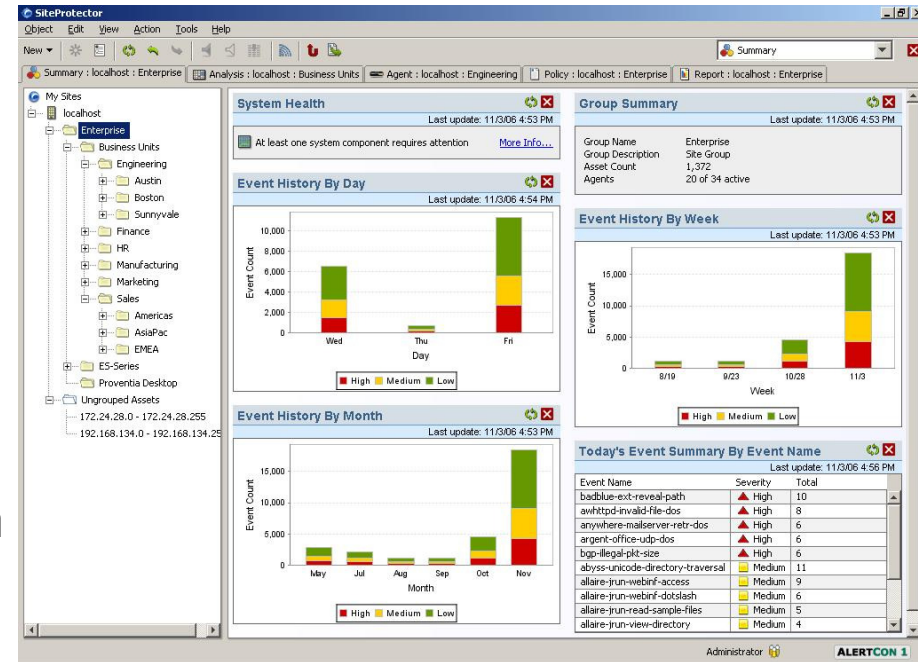 SiteProtector
Object Edit View Action Tools Help
New
Summary
Summary : localhost : Enterprise Analysis : localhost : Business Units Agent : localhost : Engineering Policy : localhost : Enterprise Report : localhost : Enterprise
My Sites
localhost
Enterprise
Business Units
Engineering
Austin
Boston
Sunnyvale
Finance
HR
Manufacturing
Marketing
Sales
Americas
AsiaPac
EMEA
ES-Series
Proventia Desktop
Ungrouped Assets
172.24.28.0 - 172.24.28.255
192.168.134.0 - 192.168.134.25
System Health
Last update: 11/3/06 4:53 PM
At least one system component requires attention More Info...
Event History By Day
Last update: 11/3/06 4:54 PM
Event Count
10,000
8,000
6,000
4,000
2,000
0
Wed Thu Fri
Day
High Medium Low
Event History By Month
Last update: 11/3/06 4:53 PM
Event Count
15,000
10,000
5,000
0
May Jul Aug Sep Oct Nov
Month
High Medium Low
Group Summary
Last update: 11/3/06 4:53 PM
Group Name Enterprise
Group Description Site Group
Asset Count 1,372
Agents 20 of 34 active
Event History By Week
Last update: 11/3/06 4:53 PM
Event Count
15,000
10,000
5,000
0
8/19 9/23 10/28 11/3
Week
High Medium Low
Today's Event Summary By Event Name
Last update: 11/3/06 4:56 PM
Event Name Severity Total
badblue-ext-reveal-path High 10
awhttpd-invalid-file-dos High 8
anywhere-mailserver-retr-dos High 6
argent-office-udp-dos High 6
bgp-illegal-pkt-size High 6
abyss-unicode-directory-traversal Medium 11
allaire-jrun-webinf-access Medium 9
allaire-jrun-webinf-dotslash Medium 6
allaire-jrun-read-sample-files Medium 5
allaire-jrun-view-directory Medium 4
Administrator ALERTCON 1